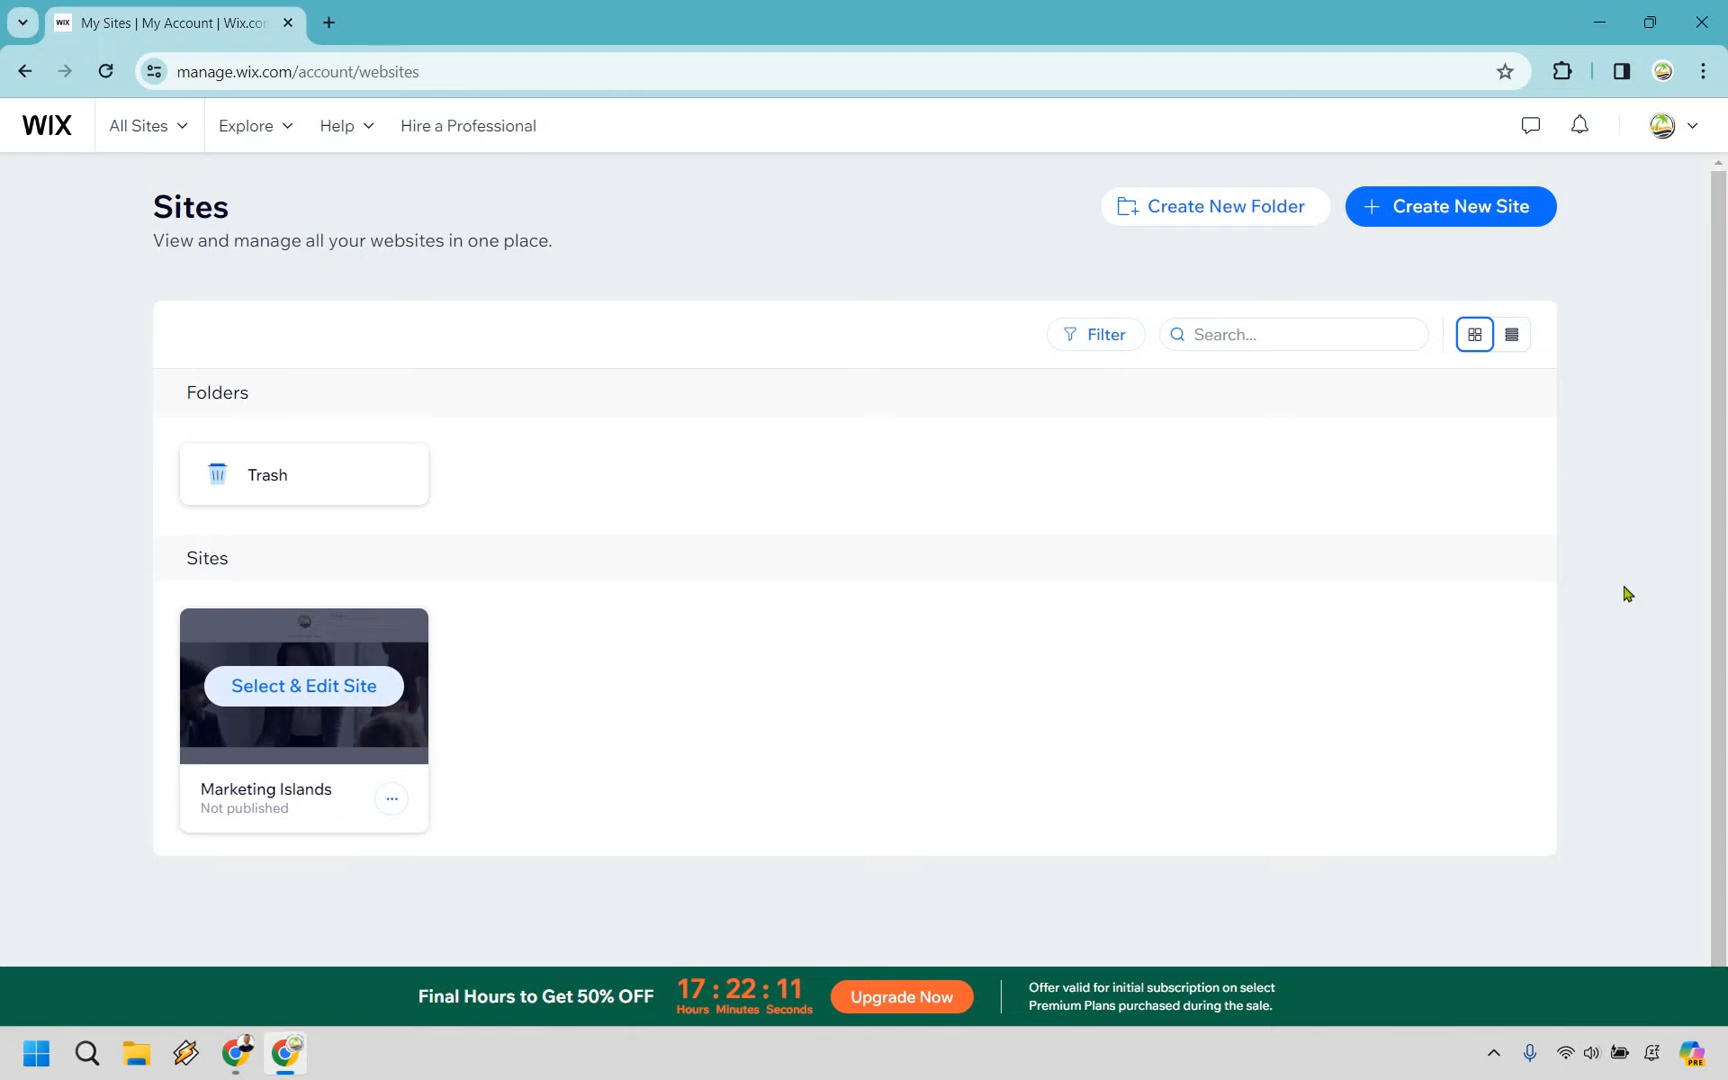 WIX My Sites | My Account | Wix.co
manage.wix.com/account/websites
WIX All Sites Explore Help Hire a Professional
Sites
View and manage all your websites in one place.
Create New Folder
+ Create New Site
Filter
Search...
Folders
Trash
Sites
Select & Edit Site
Marketing Islands
Not published
Final Hours to Get 50% OFF
17 : 22 : 11
Hours Minutes Seconds
Upgrade Now
Offer valid for initial subscription on select
Premium Plans purchased during the sale.
PRE